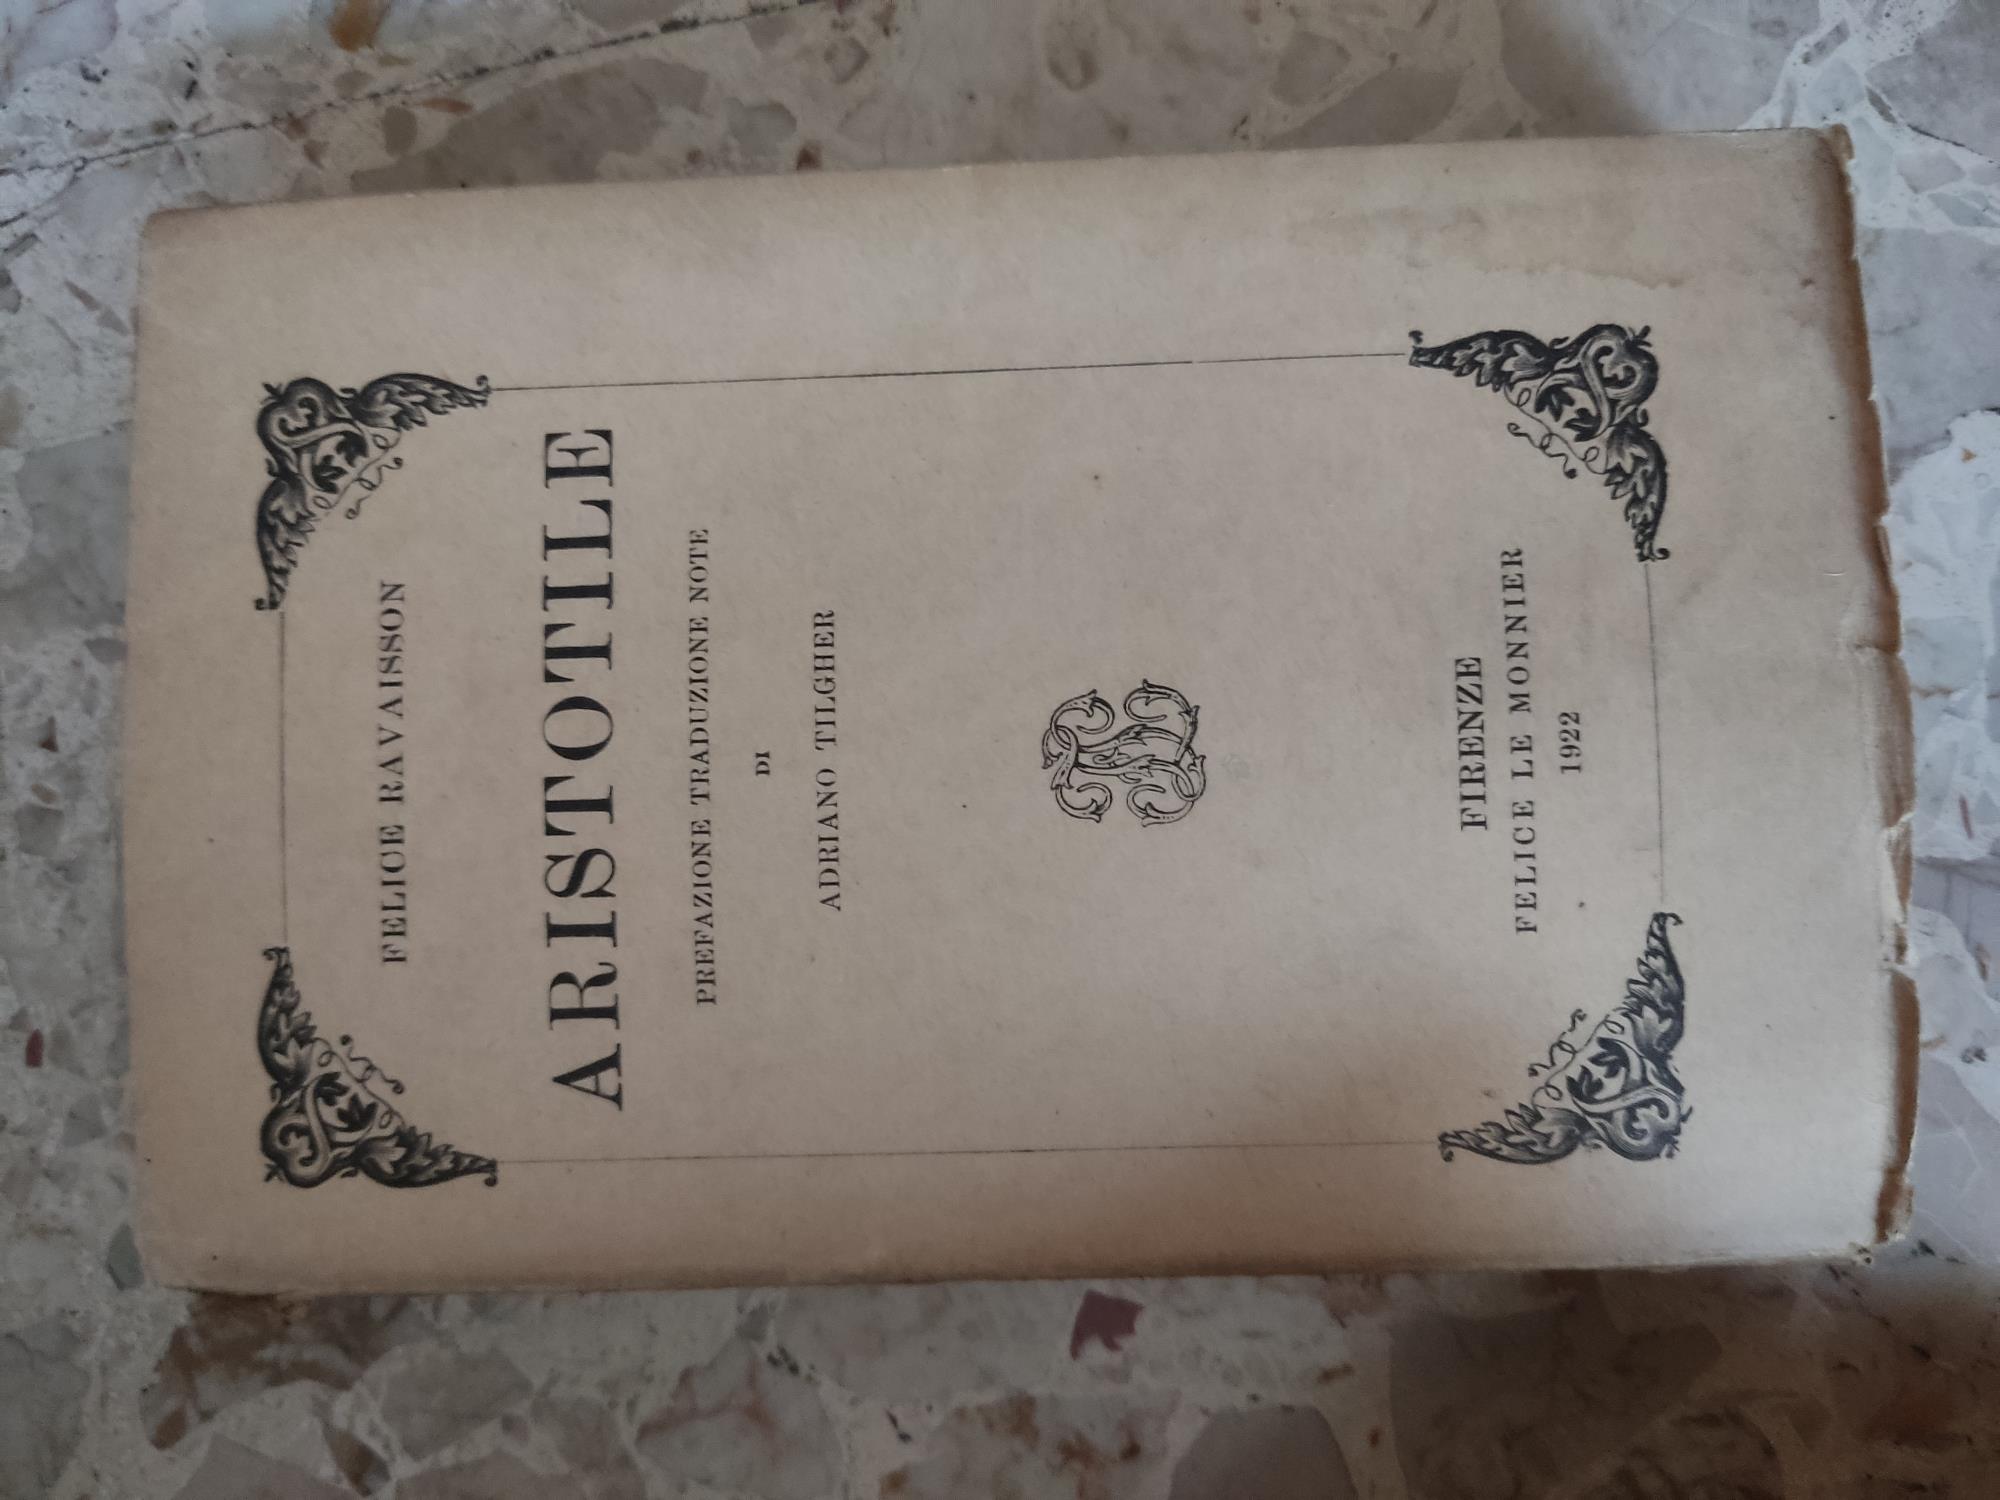 FELICE RAVAISSON
ARISTOTILE
PREFAZIONE TRADUZIONE NOTE
DI
ADRIANO TILGHER
FIRENZE
FELICE LE MONNIER
1922